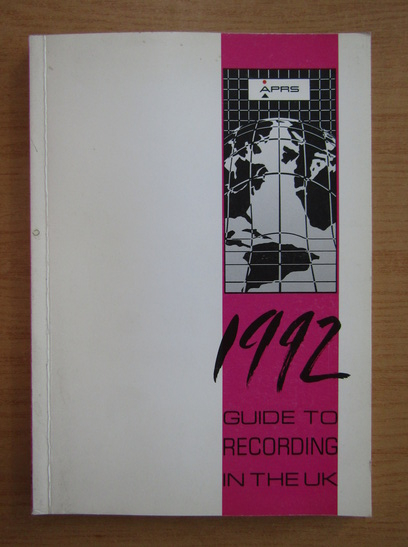 APRS
1992
GUIDE TO
RECORDING
IN THE UK